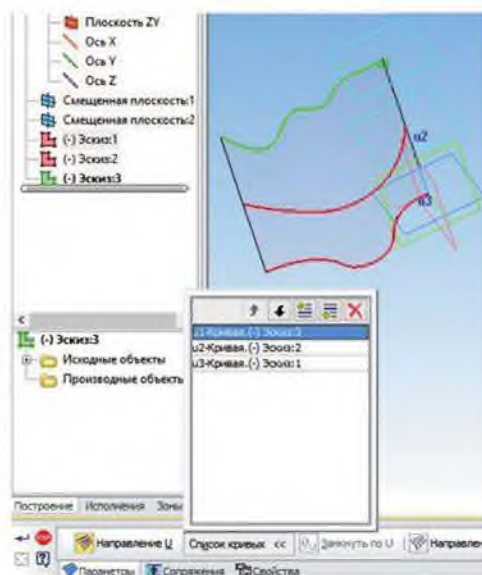 Плоскость ZY
Ось X
Ось Y
Ось Z
Смещенная плоскость:1
Смещенная плоскость:2
(-) Эскиз:1
(-) Эскиз:2
(-) Эскиз:3
u2
u3
(-) Эскиз:3
Исходные объекты
Производные объекты
u1-Кривая.(-) Эскиз:3
u2-Кривая.(-) Эскиз:2
u3-Кривая.(-) Эскиз:1
Построение Исполнения Зоны
Направление U Список кривых << Замкнуть по U Направлен
Параметры Сопряжения Свойства